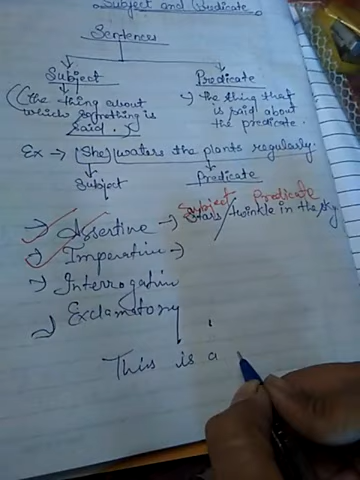 Subject and Predicate
Sentences
Subject Predicate
(the thing about → the thing that
which something is is said about
said.) the predicate.
Ex → She waters the plants regularly.
Subject Predicate
Subject Predicate
→ Assertive → Stars / twinkle in the sky
→ Imperative →
→ Interrogative
→ Exclamatory
This is a